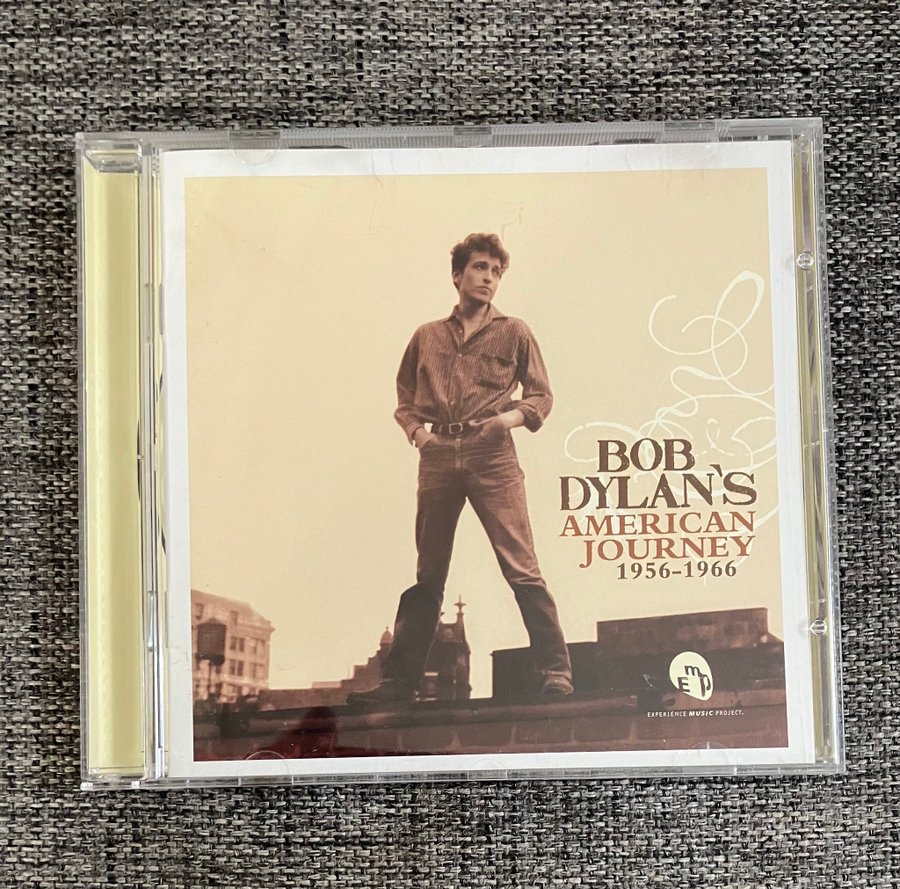 BOB
DYLAN'S
AMERICAN
JOURNEY
1956–1966
Emp
EXPERIENCE MUSIC PROJECT.